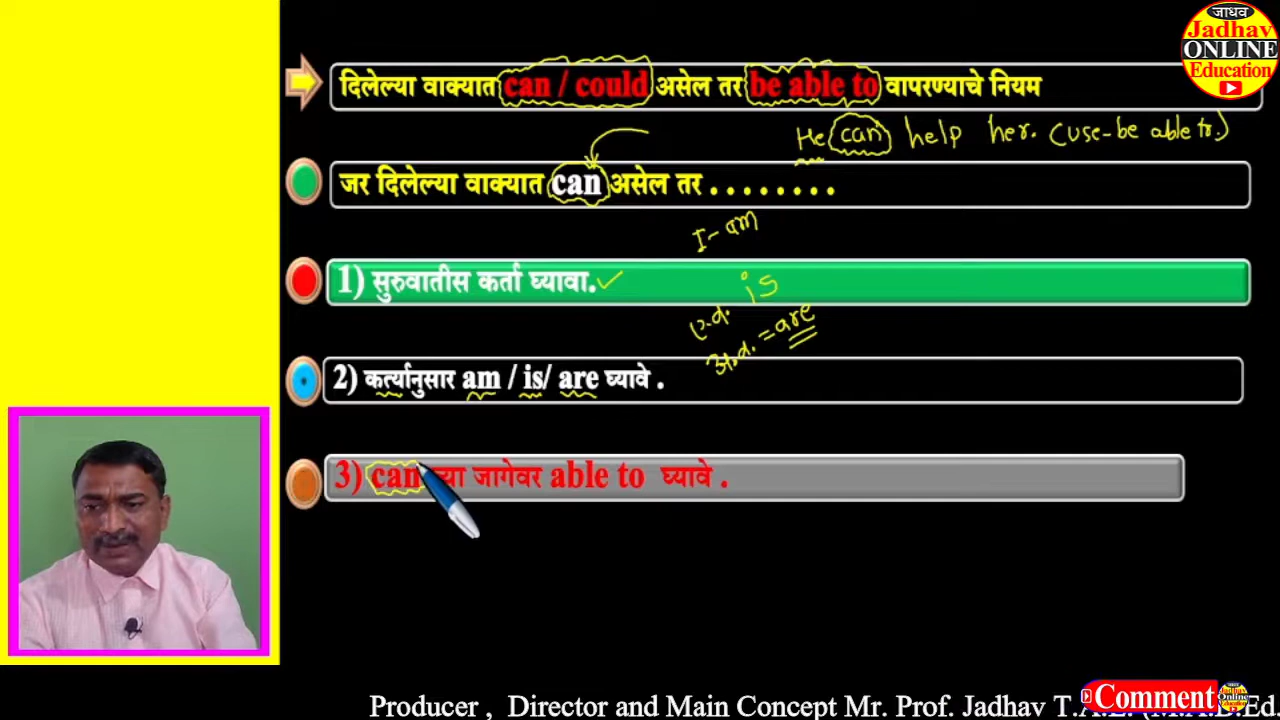 जाधव
Jadhav
ONLINE
Education
दिलेल्या वाक्यात can / could असेल तर be able to वापरण्याचे नियम
He can help her. (use-be able to.)
जर दिलेल्या वाक्यात can असेल तर . . . . . . . .
I - am
1) सुरुवातीस कर्ता घ्यावा.
ए.व. is
अ.व. = are
2) कर्त्यानुसार am / is/ are घ्यावे .
3) can च्या जागेवर able to घ्यावे .
Comment
Producer , Director and Main Concept Mr. Prof. Jadhav